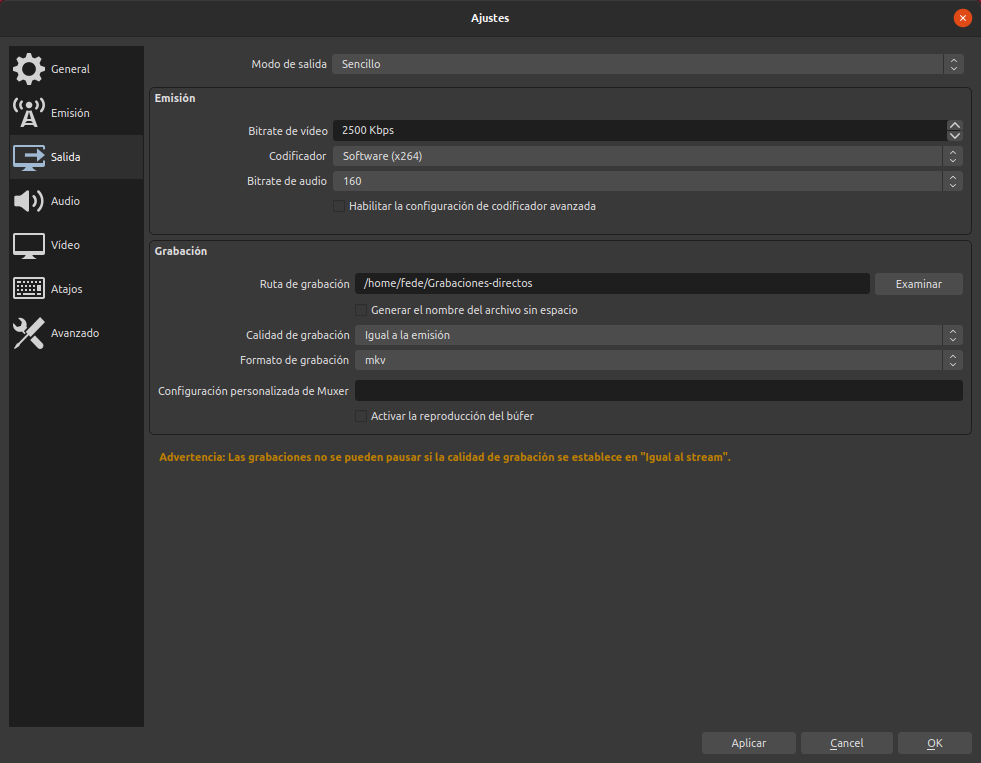 Ajustes
General
Emisión
Salida
Audio
Vídeo
Atajos
Avanzado
Modo de salida Sencillo
Emisión
Bitrate de vídeo 2500 Kbps
Codificador Software (x264)
Bitrate de audio 160
Habilitar la configuración de codificador avanzada
Grabación
Ruta de grabación /home/fede/Grabaciones-directos Examinar
Generar el nombre del archivo sin espacio
Calidad de grabación Igual a la emisión
Formato de grabación mkv
Configuración personalizada de Muxer
Activar la reproducción del búfer
Advertencia: Las grabaciones no se pueden pausar si la calidad de grabación se establece en "Igual al stream".
Aplicar Cancel OK